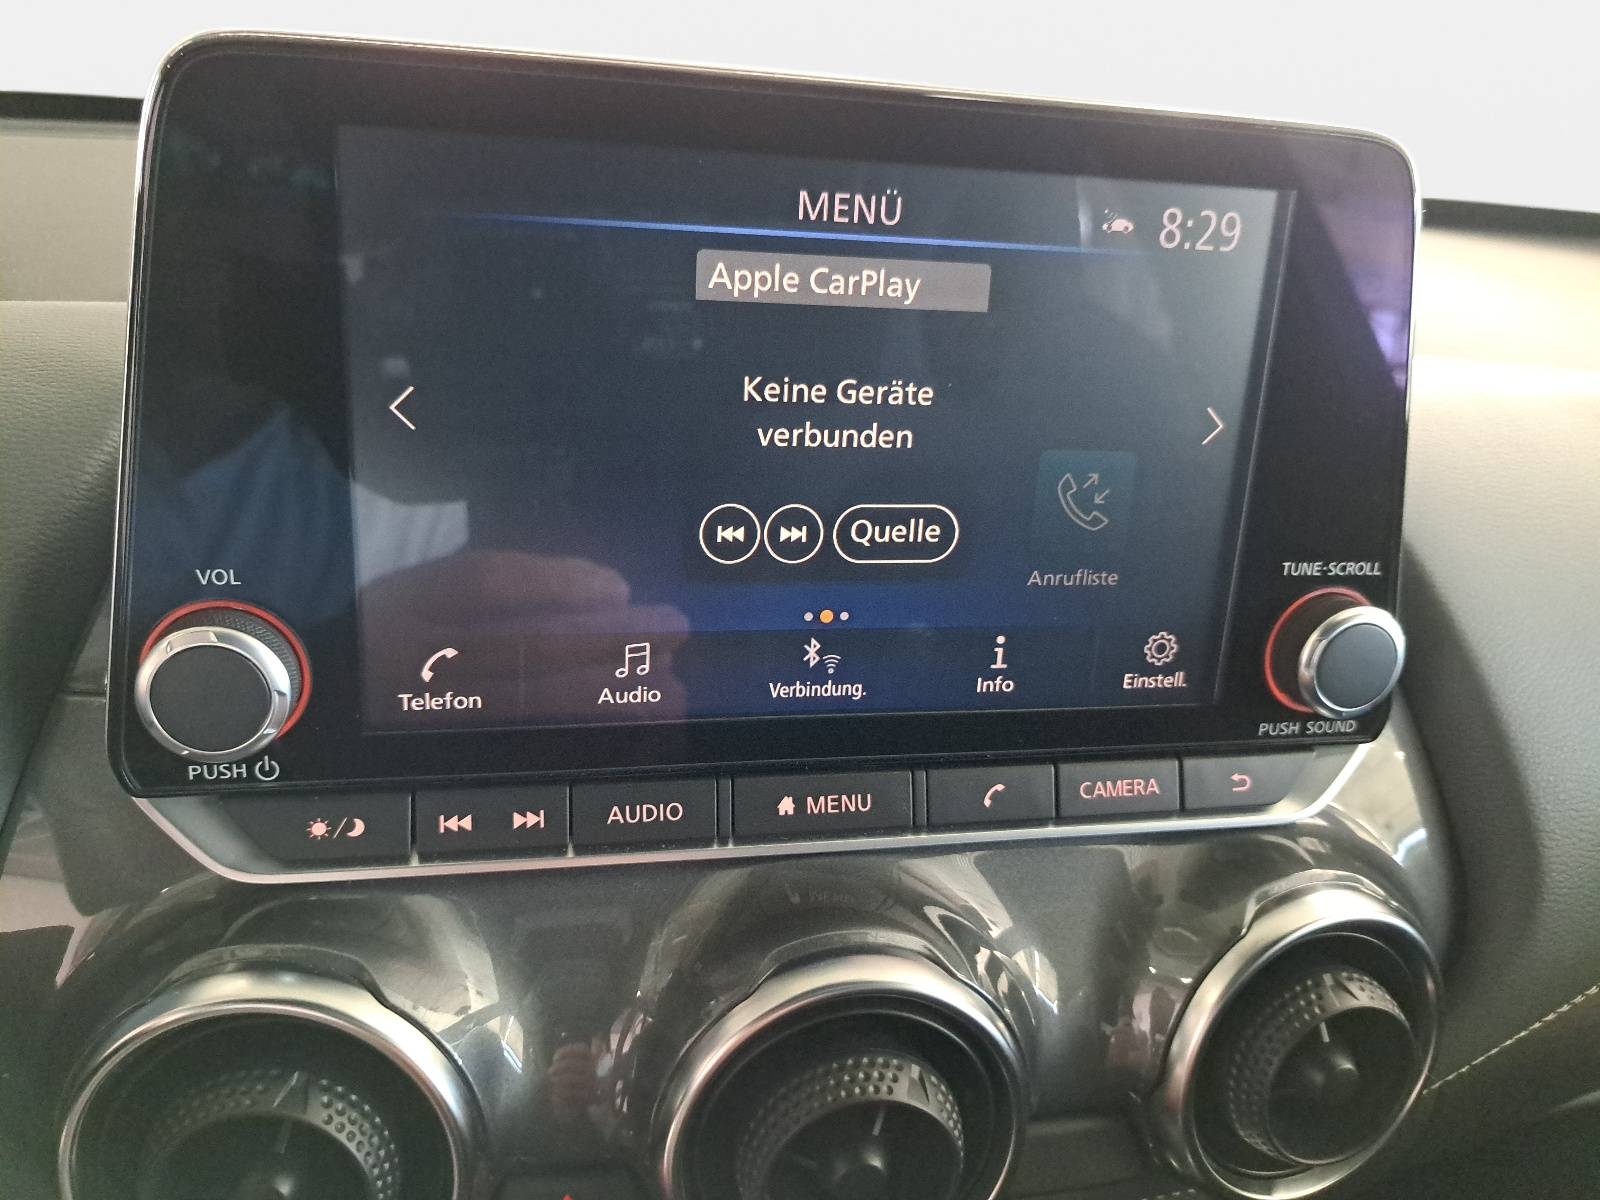 MENÜ
8:29
Apple CarPlay
Keine Geräte
verbunden
Quelle
Anrufliste
VOL
TUNE·SCROLL
Telefon
Audio
Verbindung.
Info
Einstell.
PUSH
PUSH SOUND
AUDIO
MENU
CAMERA